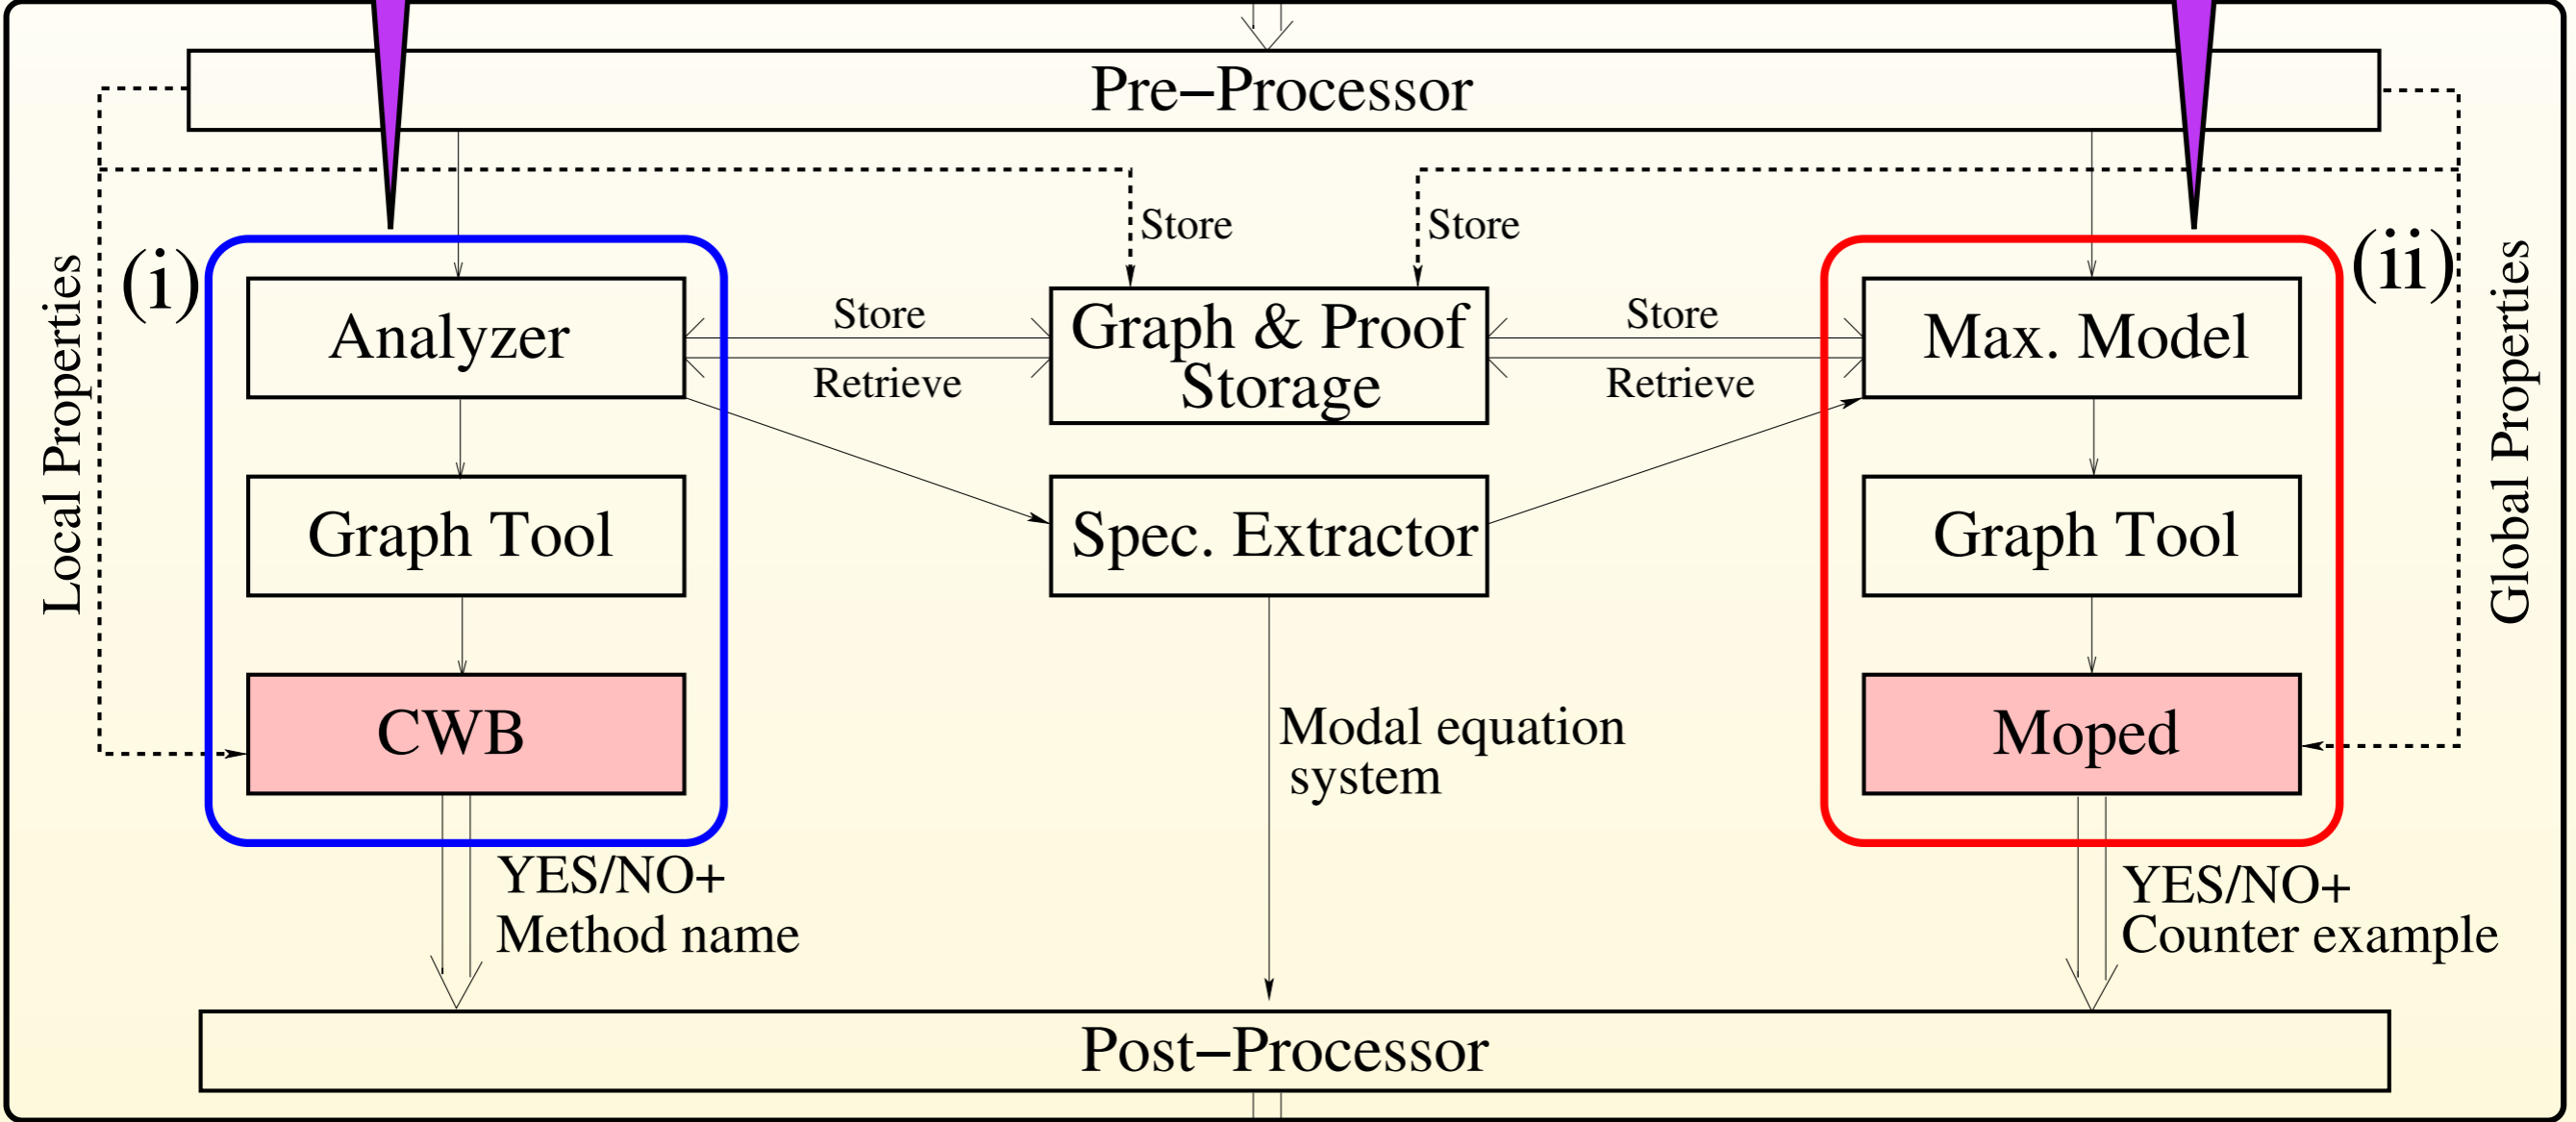 Pre–Processor
Store
Store
Local Properties
(i)
(ii)
Global Properties
Analyzer
Store
Retrieve
Graph & Proof
Storage
Store
Retrieve
Max. Model
Graph Tool
Spec. Extractor
Graph Tool
CWB
Modal equation
system
Moped
YES/NO+
Method name
YES/NO+
Counter example
Post–Processor